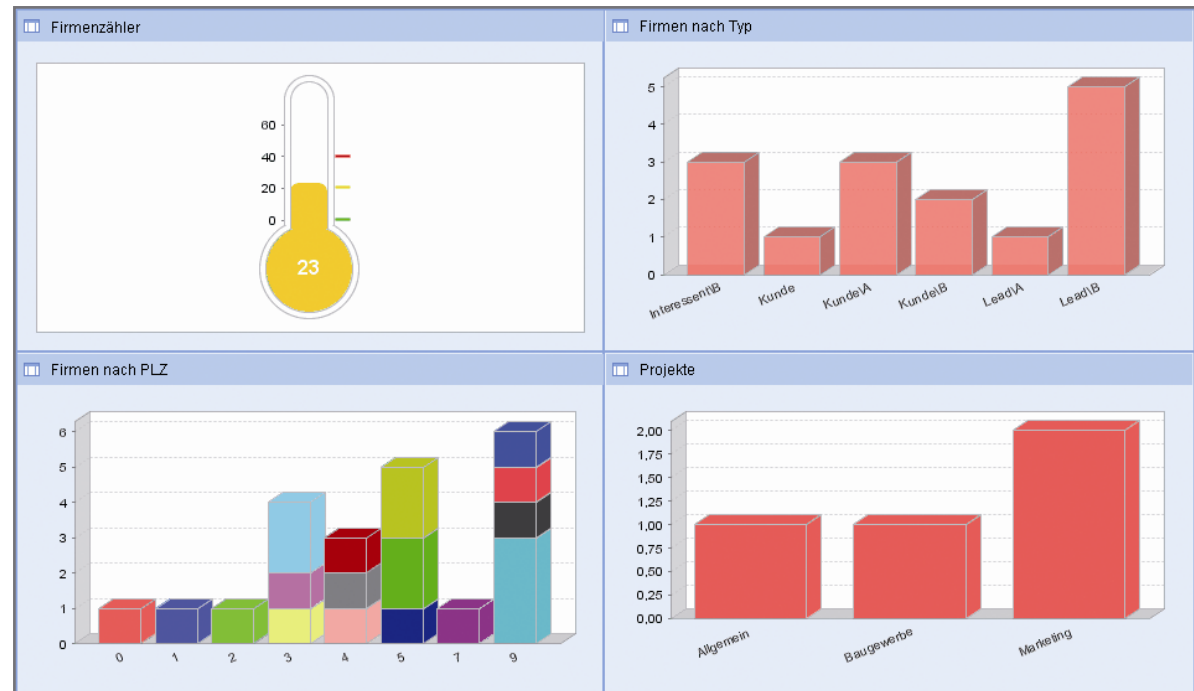 Firmenzähler
60
40
20
0
23
Firmen nach Typ
5
4
3
2
1
0
Interessent\B
Kunde
Kunde\A
Kunde\B
Lead\A
Lead\B
Firmen nach PLZ
6
5
4
3
2
1
0
0 1 2 3 4 5 7 9
Projekte
2,00
1,75
1,50
1,25
1,00
0,75
0,50
0,25
0,00
Allgemein
Baugewerbe
Marketing